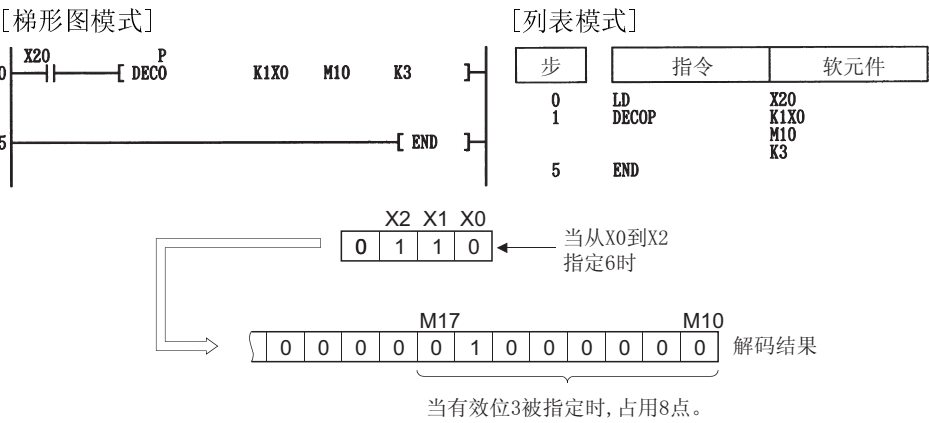 [梯形图模式]
[列表模式]
X20 P
0 [ DECO K1X0 M10 K3 ]
5 [ END ]
步 指令 软元件
0 LD X20
1 DECOP K1X0
M10
K3
5 END
X2 X1 X0
0 1 1 0
当从X0到X2
指定6时
M17 M10
0 0 0 0 0 1 0 0 0 0 0 0
解码结果
当有效位3被指定时,占用8点。